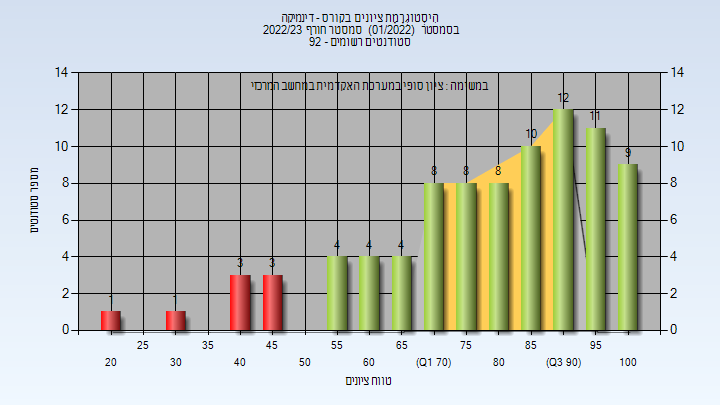 הִיסְטוֹגְרָמַת ציונים בקורס - דינמיקה
בסמסטר (01/2022) סמסטר חורף 2022/23
סטודנטים רשומים - 92
במשימה : ציון סופי במערכת האקדמית במחשב המרכזי
מספר סטודנטים
14 12 10 8 6 4 2 0
14 12 10 8 6 4 2 0
1 1 3 3 4 4 4 8 8 8 10 12 11 9
25 35 45 55 65 75 85 95
20 30 40 50 60 (Q1 70) 80 (Q3 90) 100
טווח ציונים